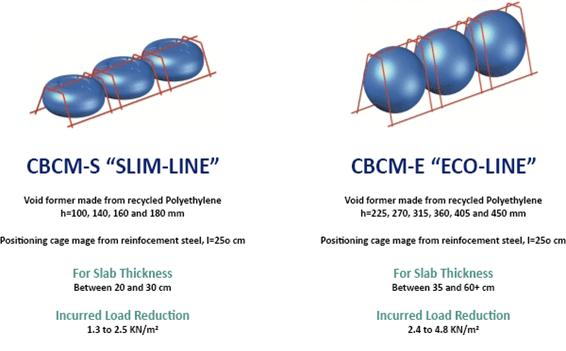 CBCM-S “SLIM-LINE”
Void former made from recycled Polyethylene
h=100, 140, 160 and 180 mm
Positioning cage mage from reinfocement steel, l=25o cm
For Slab Thickness
Between 20 and 30 cm
Incurred Load Reduction
1.3 to 2.5 KN/m²
CBCM-E “ECO-LINE”
Void former made from recycled Polyethylene
h=225, 270, 315, 360, 405 and 450 mm
Positioning cage mage from reinfocement steel, l=25o cm
For Slab Thickness
Between 35 and 60+ cm
Incurred Load Reduction
2.4 to 4.8 KN/m²